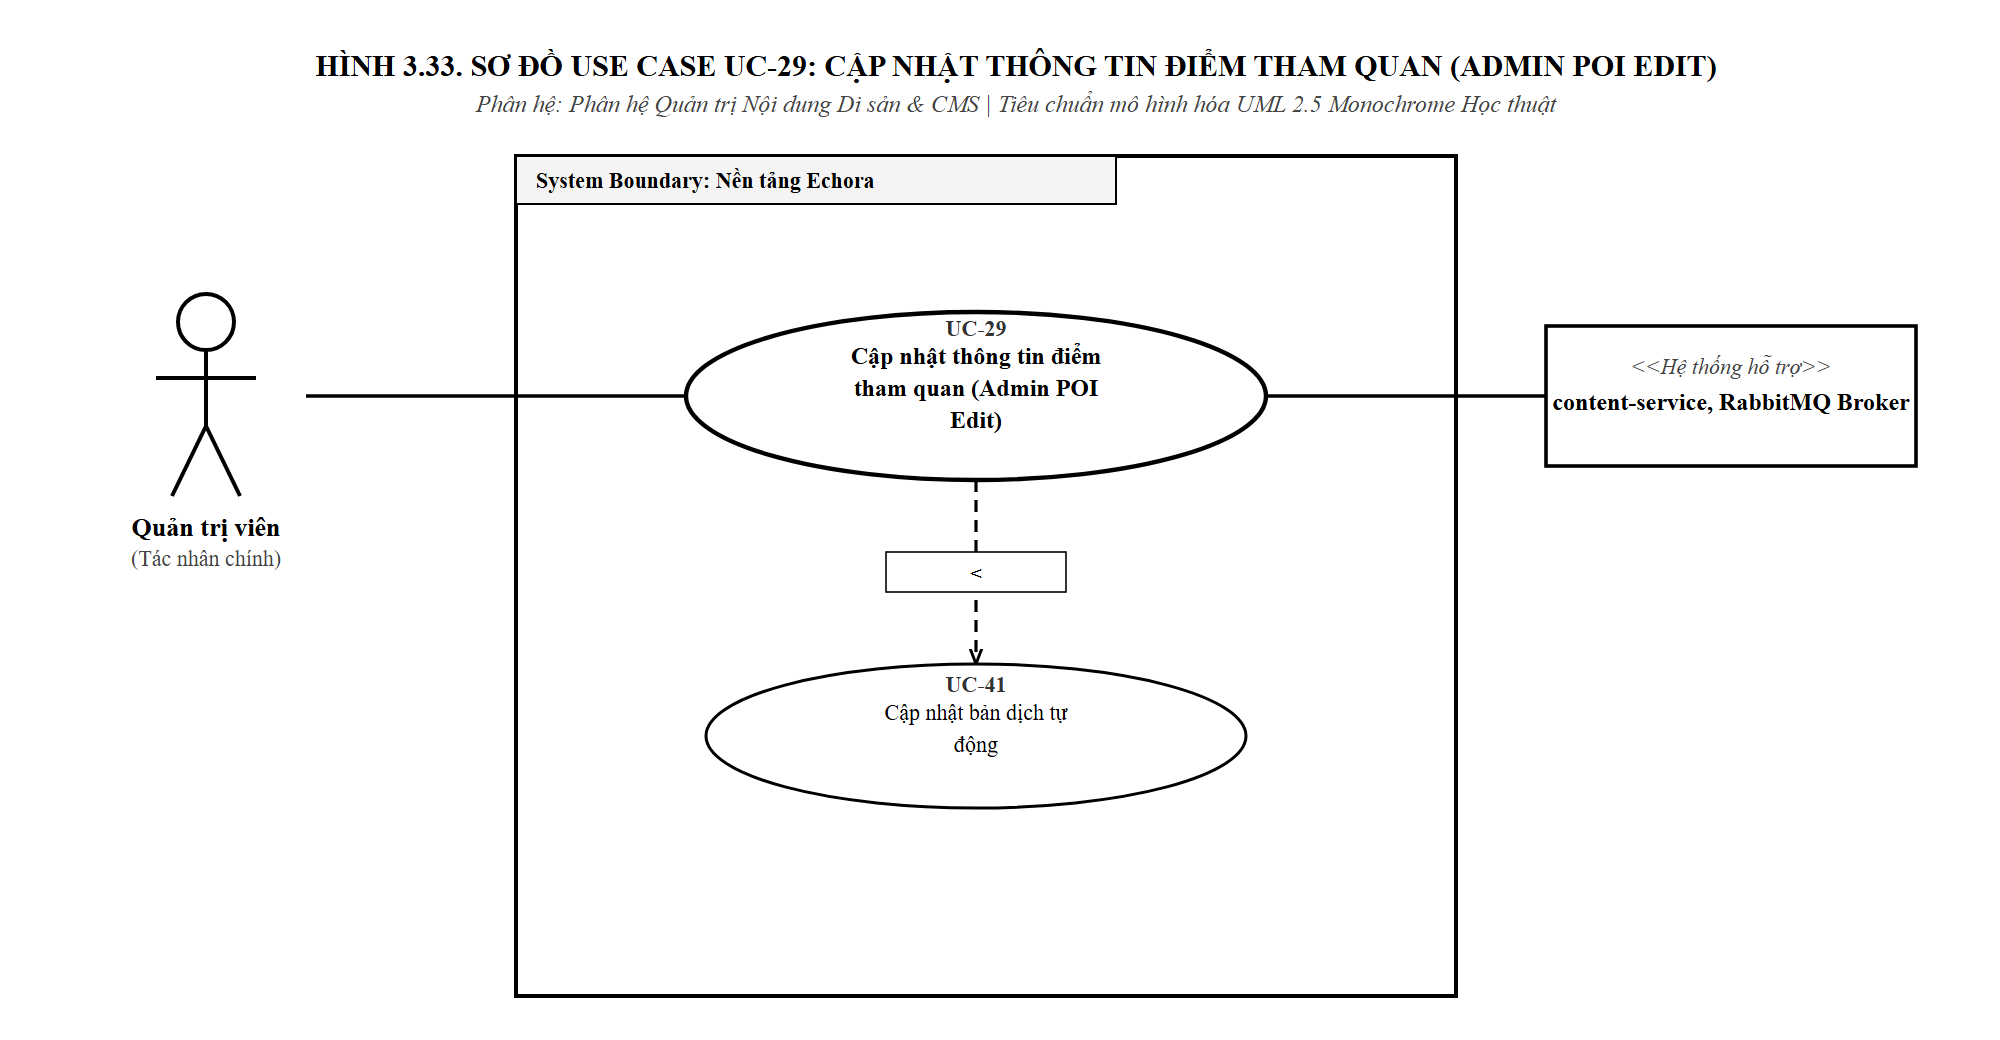 HÌNH 3.33. SƠ ĐỒ USE CASE UC-29: CẬP NHẬT THÔNG TIN ĐIỂM THAM QUAN (ADMIN POI EDIT)
Phân hệ: Phân hệ Quản trị Nội dung Di sản & CMS | Tiêu chuẩn mô hình hóa UML 2.5 Monochrome Học thuật
System Boundary: Nền tảng Echora
UC-29
Cập nhật thông tin điểm
tham quan (Admin POI
Edit)
<<Hệ thống hỗ trợ>>
content-service, RabbitMQ Broker
Quản trị viên
(Tác nhân chính)
<
UC-41
Cập nhật bản dịch tự
động